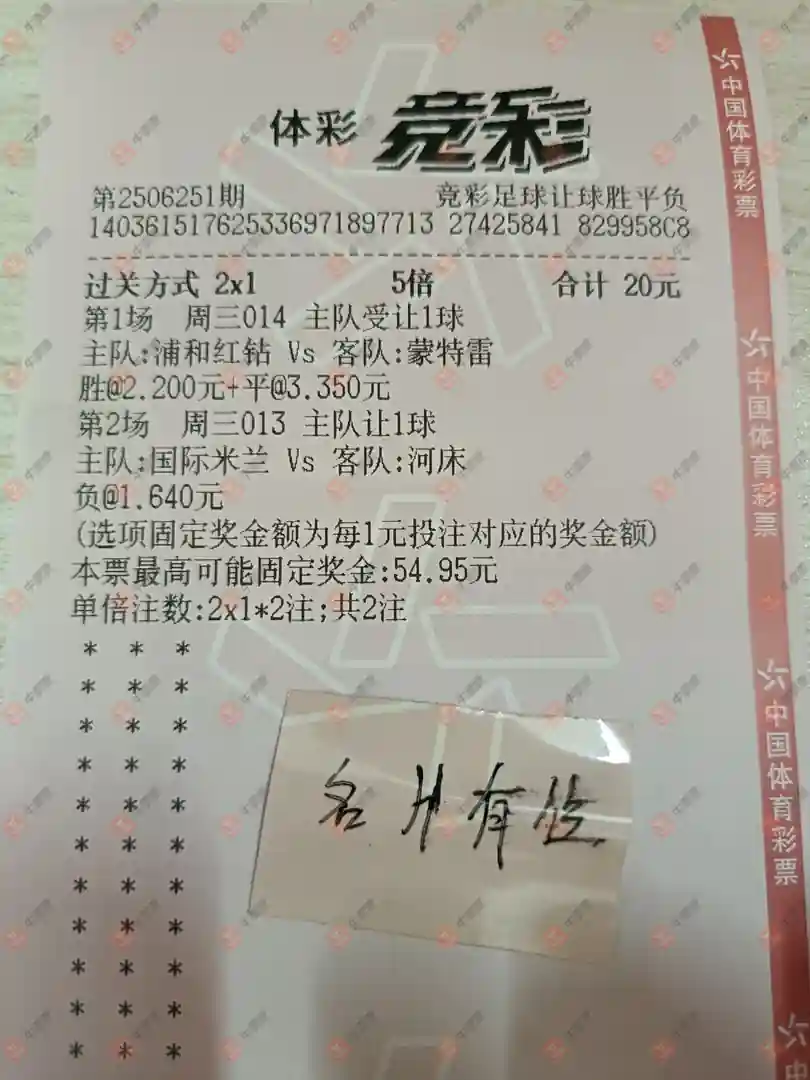 体彩 竞彩
第2506251期 竞彩足球让球胜平负
140361517625336971897713 27425841 829958C8
过关方式 2x1 5倍 合计 20元
第1场 周三014 主队受让1球
主队:浦和红钻 Vs 客队:蒙特雷
胜@2.200元+平@3.350元
第2场 周三013 主队让1球
主队:国际米兰 Vs 客队:河床
负@1.640元
(选项固定奖金额为每1元投注对应的奖金额)
本票最高可能固定奖金:54.95元
单倍注数:2x1*2注;共2注
* * *
* * *
* * *
* * *
* * *
* * *
* * *
* * *
* * *
* * *
* * *
名片有位
中国体育彩票
中国体育彩票
中国体育彩票
中